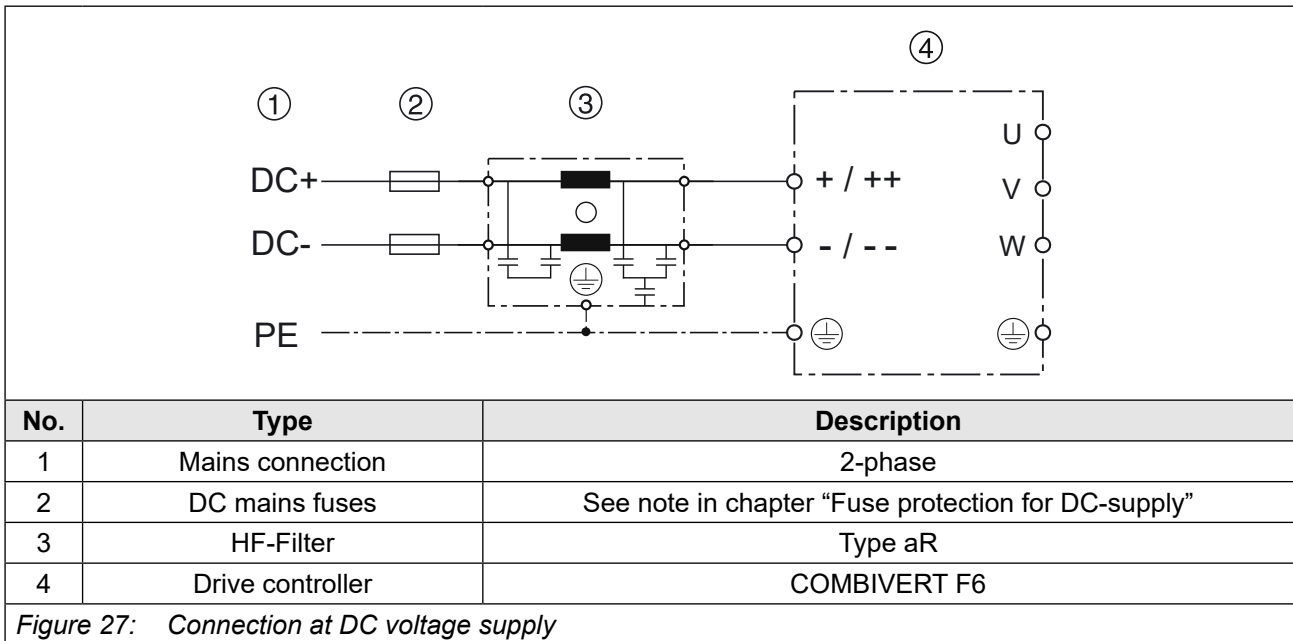 ④
① ② ③
U
DC+ + / ++ V
DC- - / - - W
PE
No. Type Description
1 Mains connection 2-phase
2 DC mains fuses See note in chapter “Fuse protection for DC-supply”
3 HF-Filter Type aR
4 Drive controller COMBIVERT F6
Figure 27: Connection at DC voltage supply